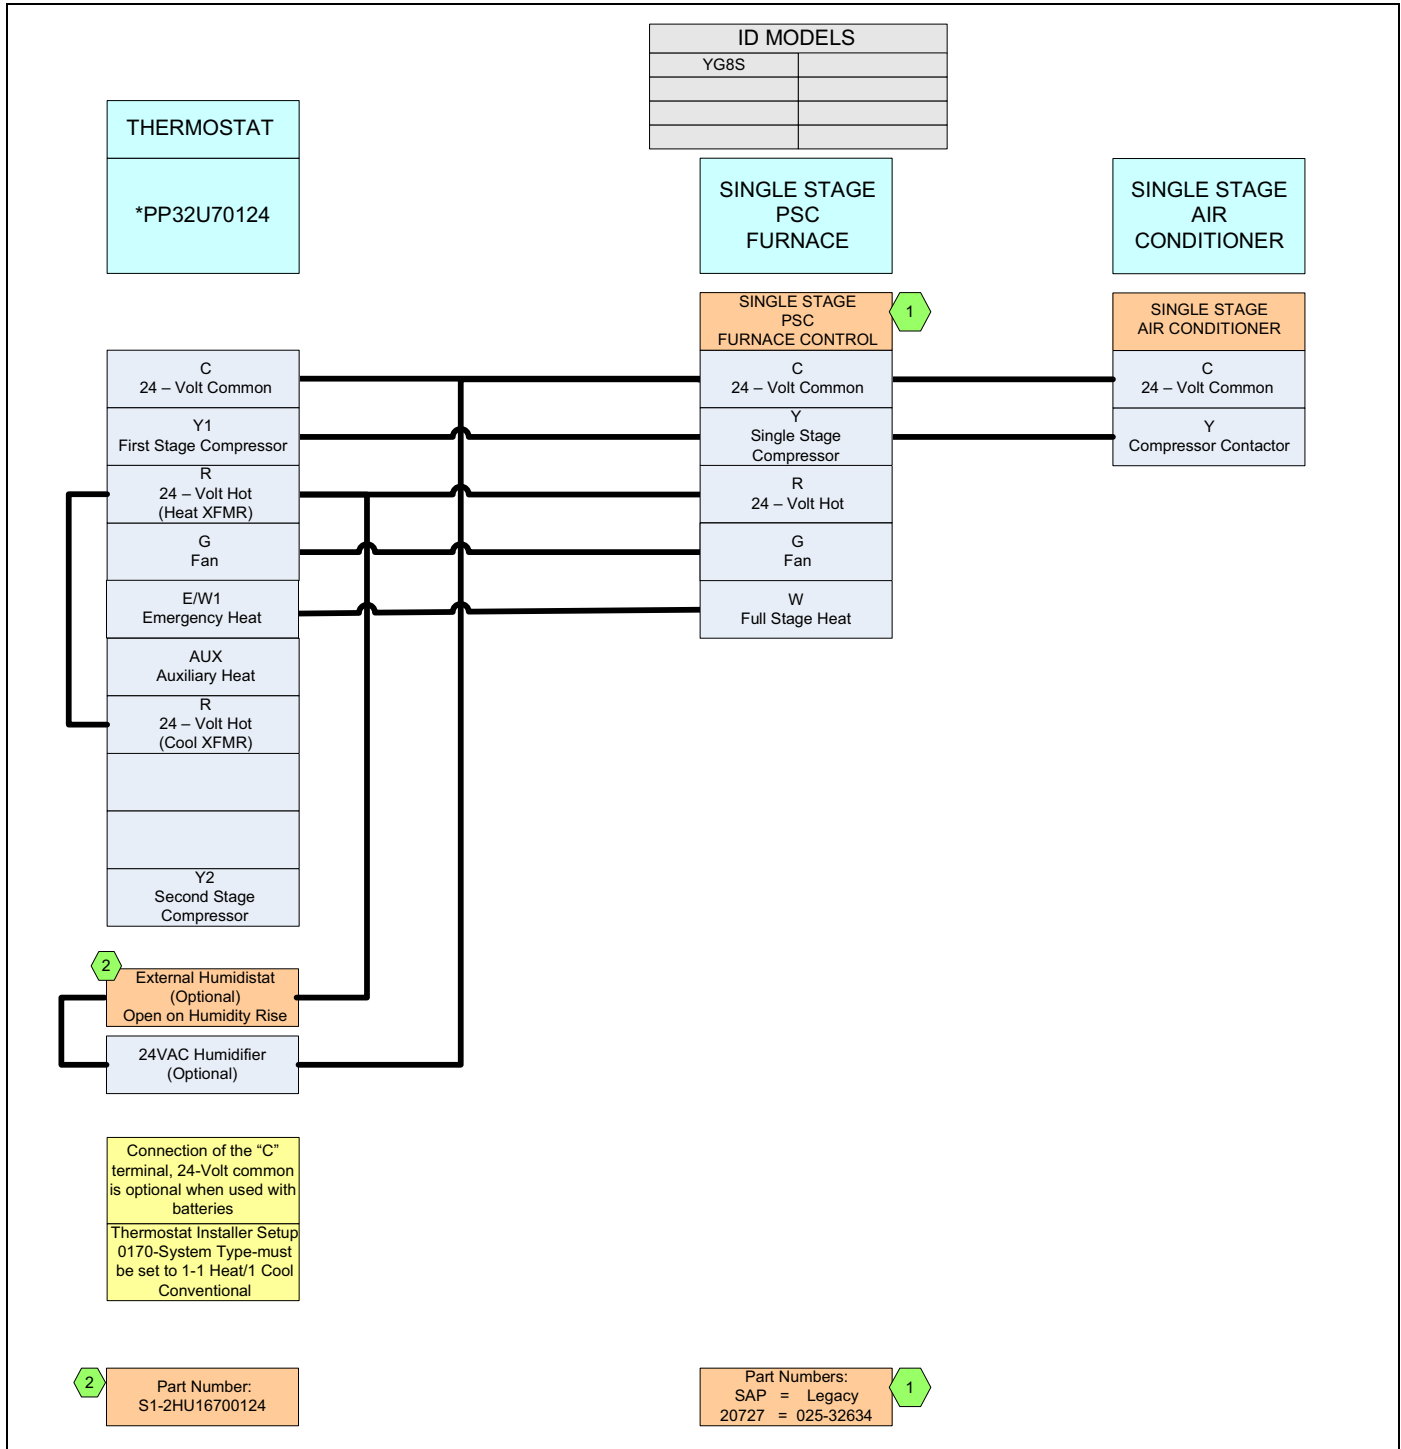 ID MODELS
YG8S
THERMOSTAT
*PP32U70124
SINGLE STAGE
PSC
FURNACE
SINGLE STAGE
AIR
CONDITIONER
SINGLE STAGE
PSC
FURNACE CONTROL
1
SINGLE STAGE
AIR CONDITIONER
C
24 – Volt Common
C
24 – Volt Common
C
24 – Volt Common
Y1
First Stage Compressor
Y
Single Stage
Compressor
Y
Compressor Contactor
R
24 – Volt Hot
(Heat XFMR)
R
24 – Volt Hot
G
Fan
G
Fan
E/W1
Emergency Heat
W
Full Stage Heat
AUX
Auxiliary Heat
R
24 – Volt Hot
(Cool XFMR)
Y2
Second Stage
Compressor
2
External Humidistat
(Optional)
Open on Humidity Rise
24VAC Humidifier
(Optional)
Connection of the “C”
terminal, 24-Volt common
is optional when used with
batteries
Thermostat Installer Setup
0170-System Type-must
be set to 1-1 Heat/1 Cool
Conventional
2
Part Number:
S1-2HU16700124
Part Numbers:
SAP = Legacy
20727 = 025-32634
1